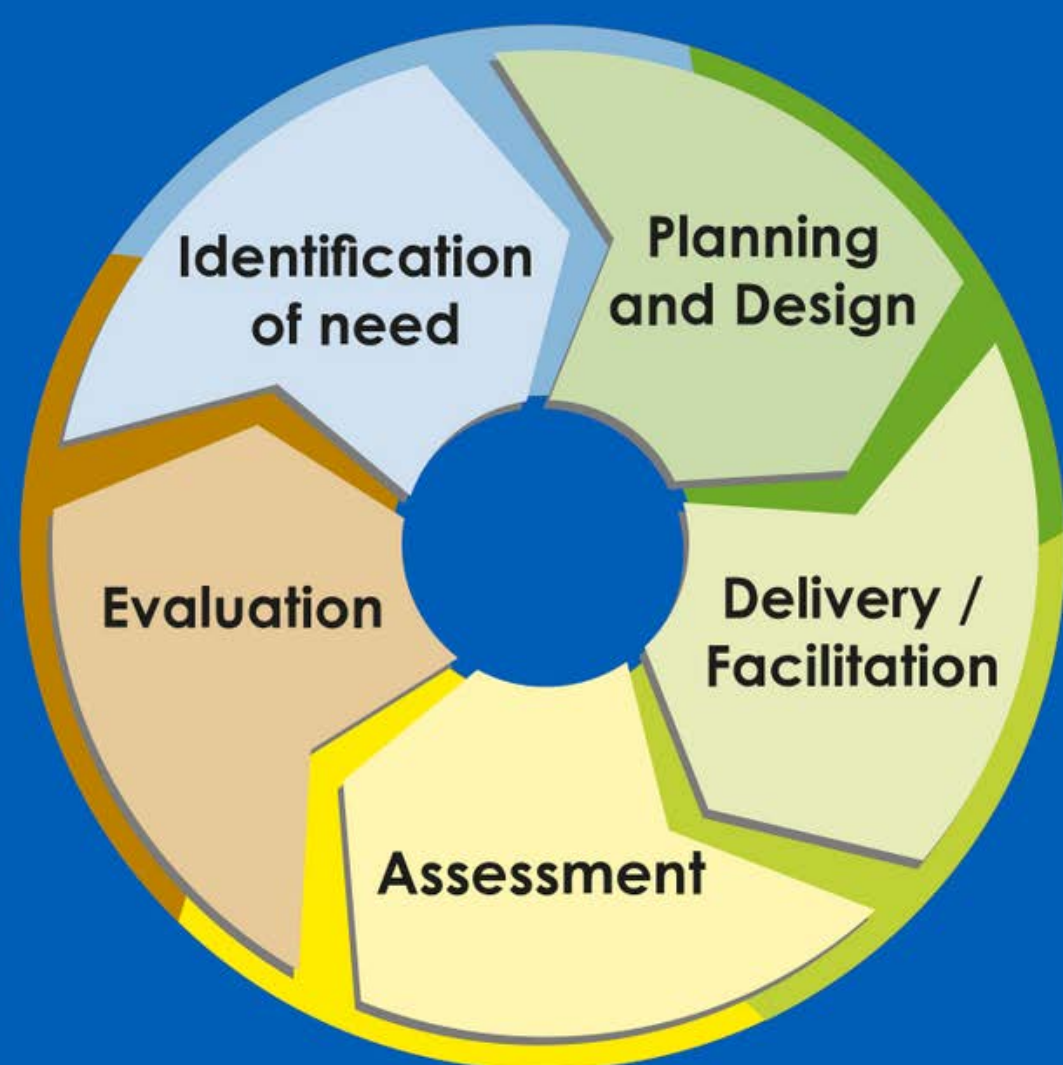 Identification
of need
Planning
and Design
Delivery /
Facilitation
Assessment
Evaluation